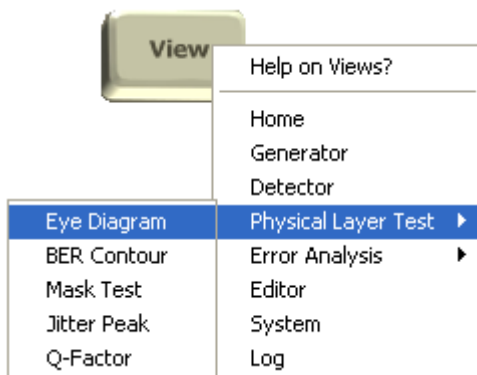 View
Help on Views?
Home
Generator
Detector
Physical Layer Test
Error Analysis
Editor
System
Log
Eye Diagram
BER Contour
Mask Test
Jitter Peak
Q-Factor